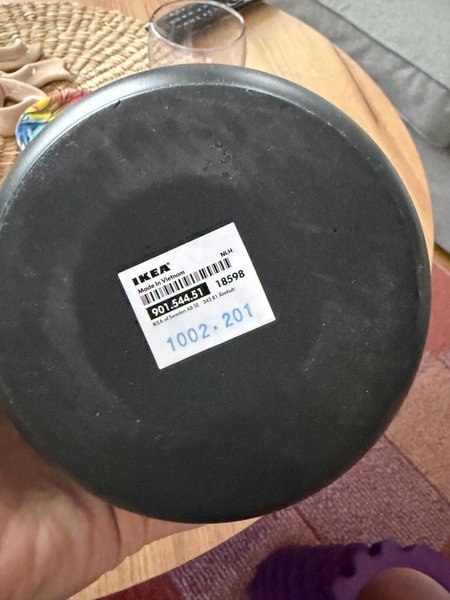 IKEA®
NLH
Made in Vietnam
901.544.51 18598
IKEA of Sweden AB SE - 343 81 Älmhult
1002.201